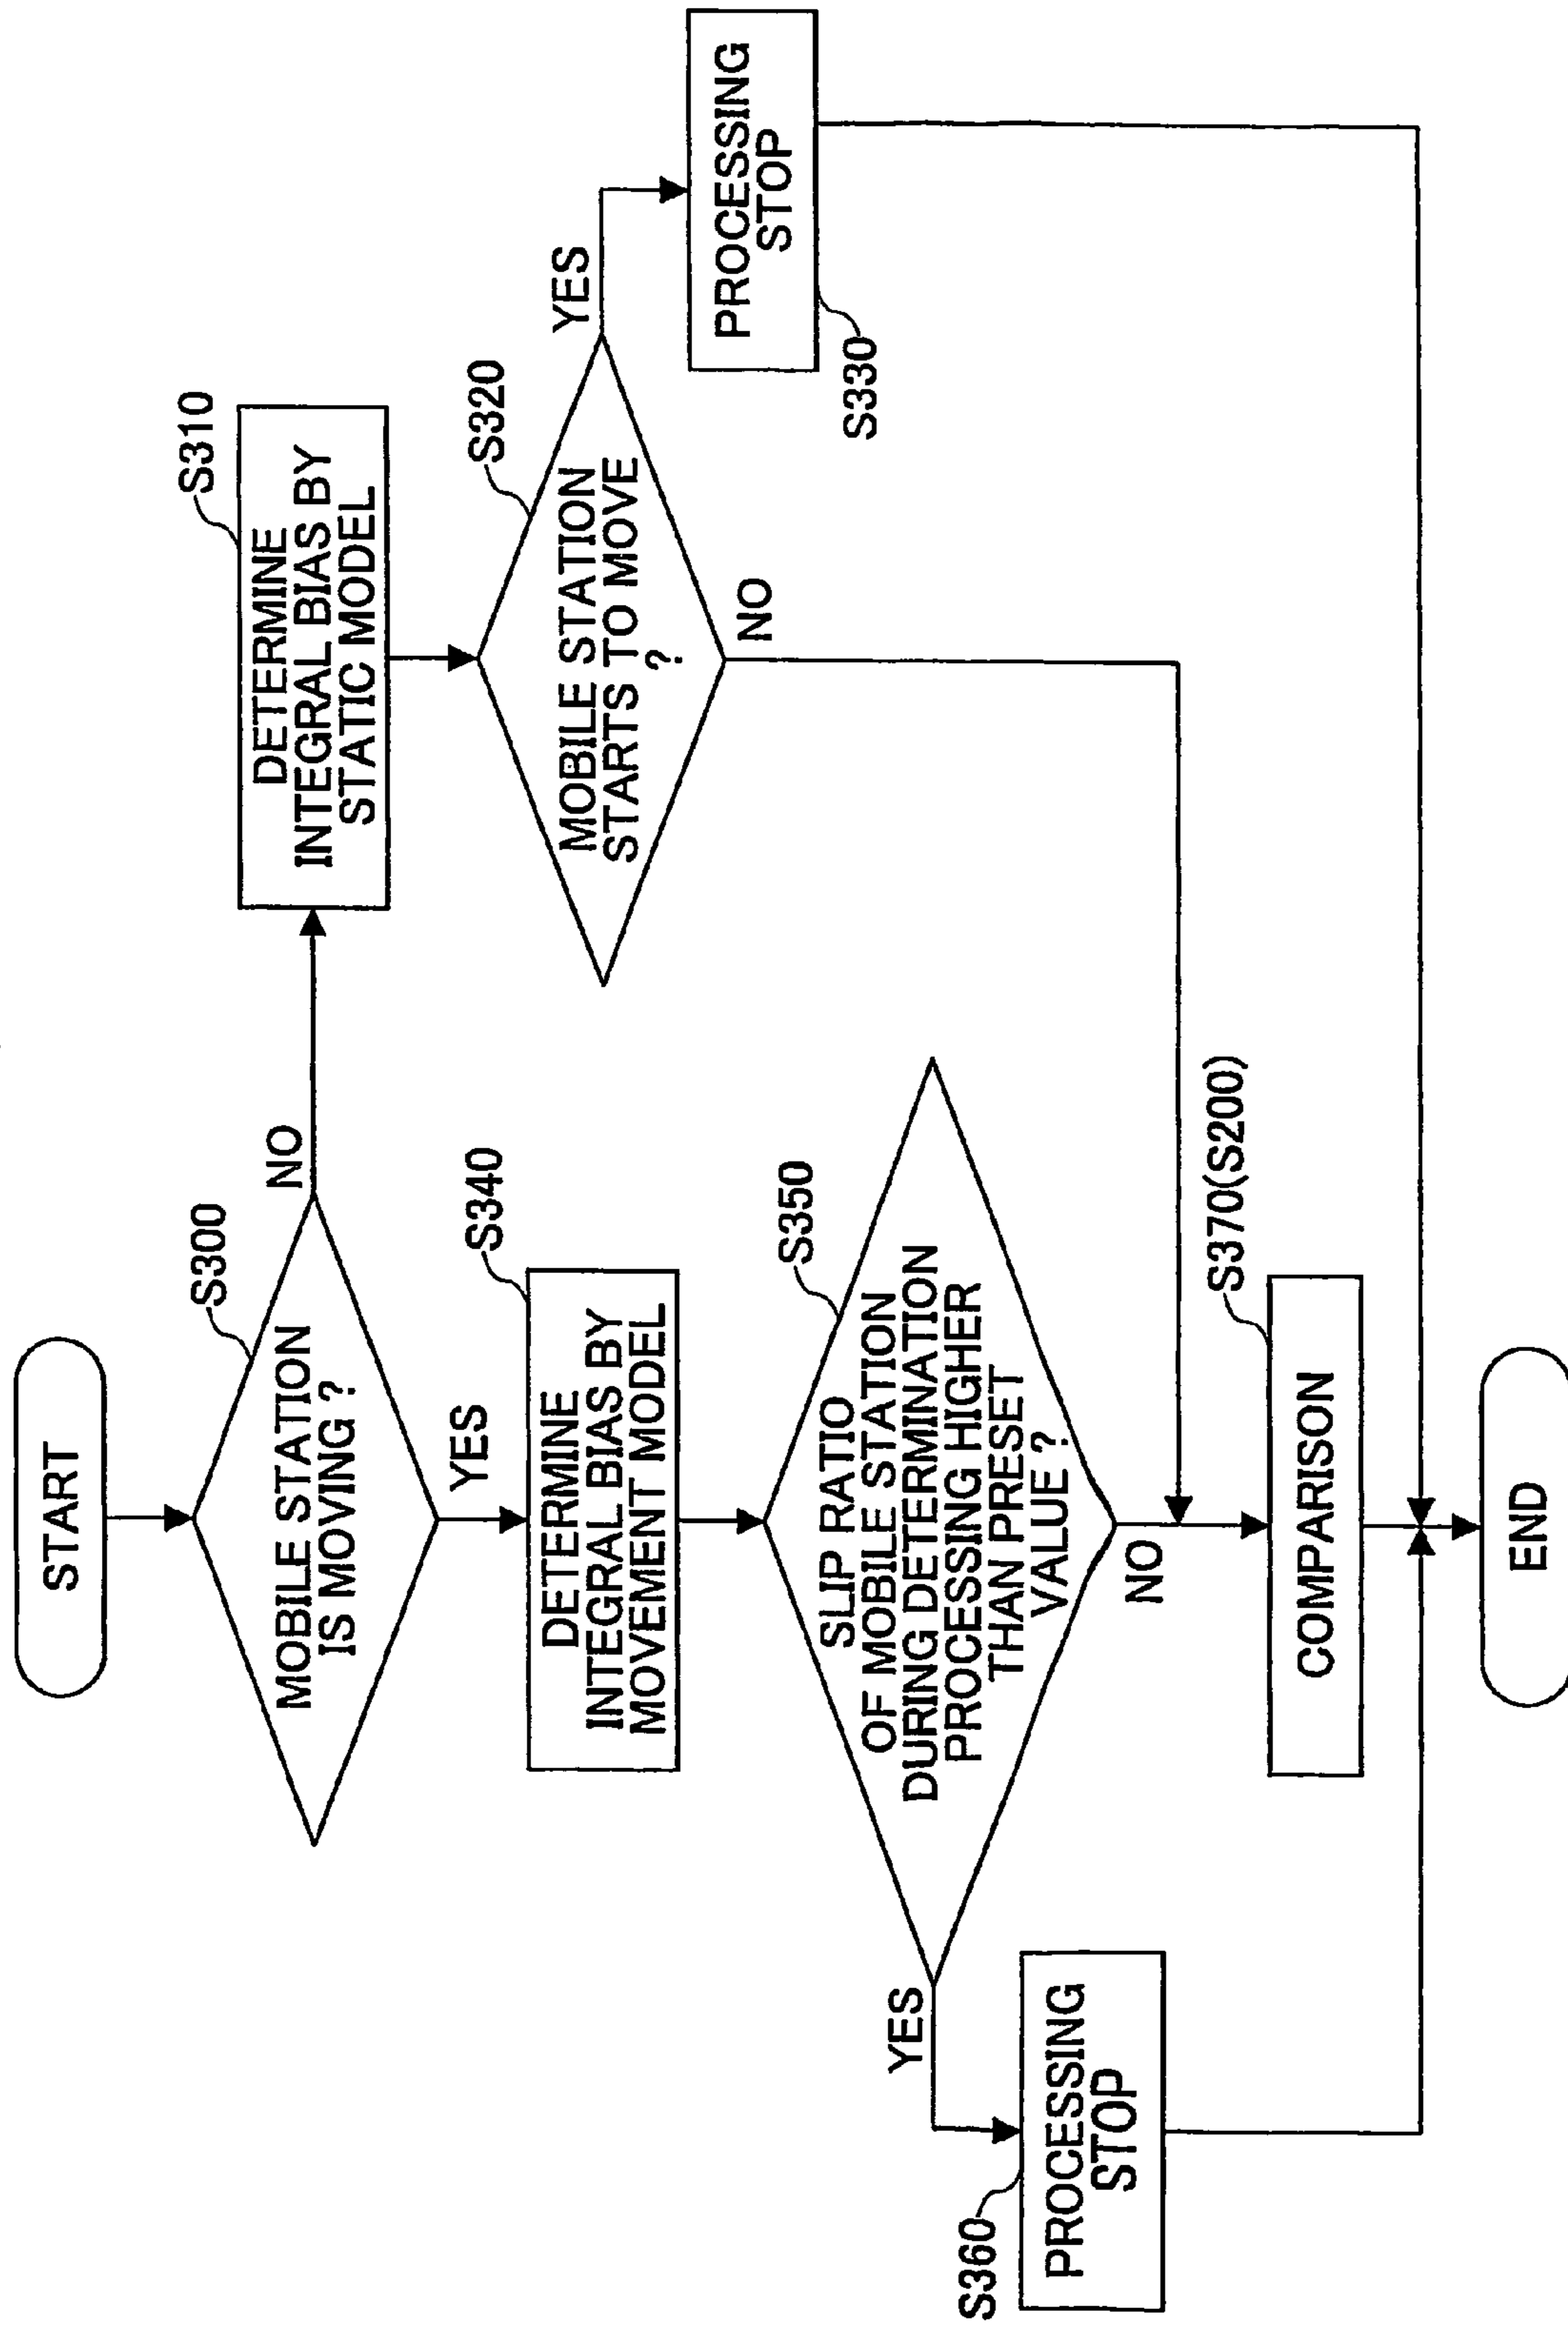 START
S300
MOBILE STATION
IS MOVING ?
NO
YES
S310
DETERMINE
INTEGRAL BIAS BY
STATIC MODEL
S320
MOBILE STATION
STARTS TO MOVE
?
YES
NO
PROCESSING
STOP
S330
S340
DETERMINE
INTEGRAL BIAS BY
MOVEMENT MODEL
S350
SLIP RATIO
OF MOBILE STATION
DURING DETERMINATION
PROCESSING HIGHER
THAN PRESET
VALUE ?
YES
NO
S360
PROCESSING
STOP
S370(S200)
COMPARISON
END